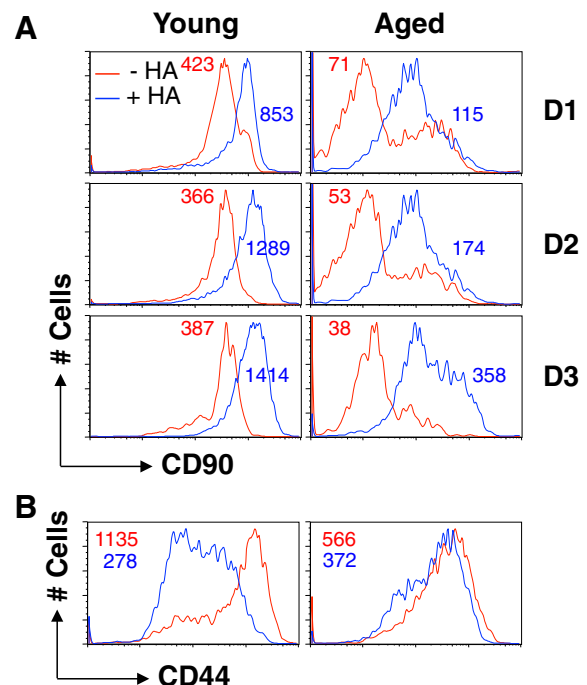 A
Young
Aged
- HA
+ HA
423
853
71
115
D1
366
1289
53
174
D2
387
1414
38
358
D3
# Cells
CD90
B
1135
278
566
372
# Cells
CD44